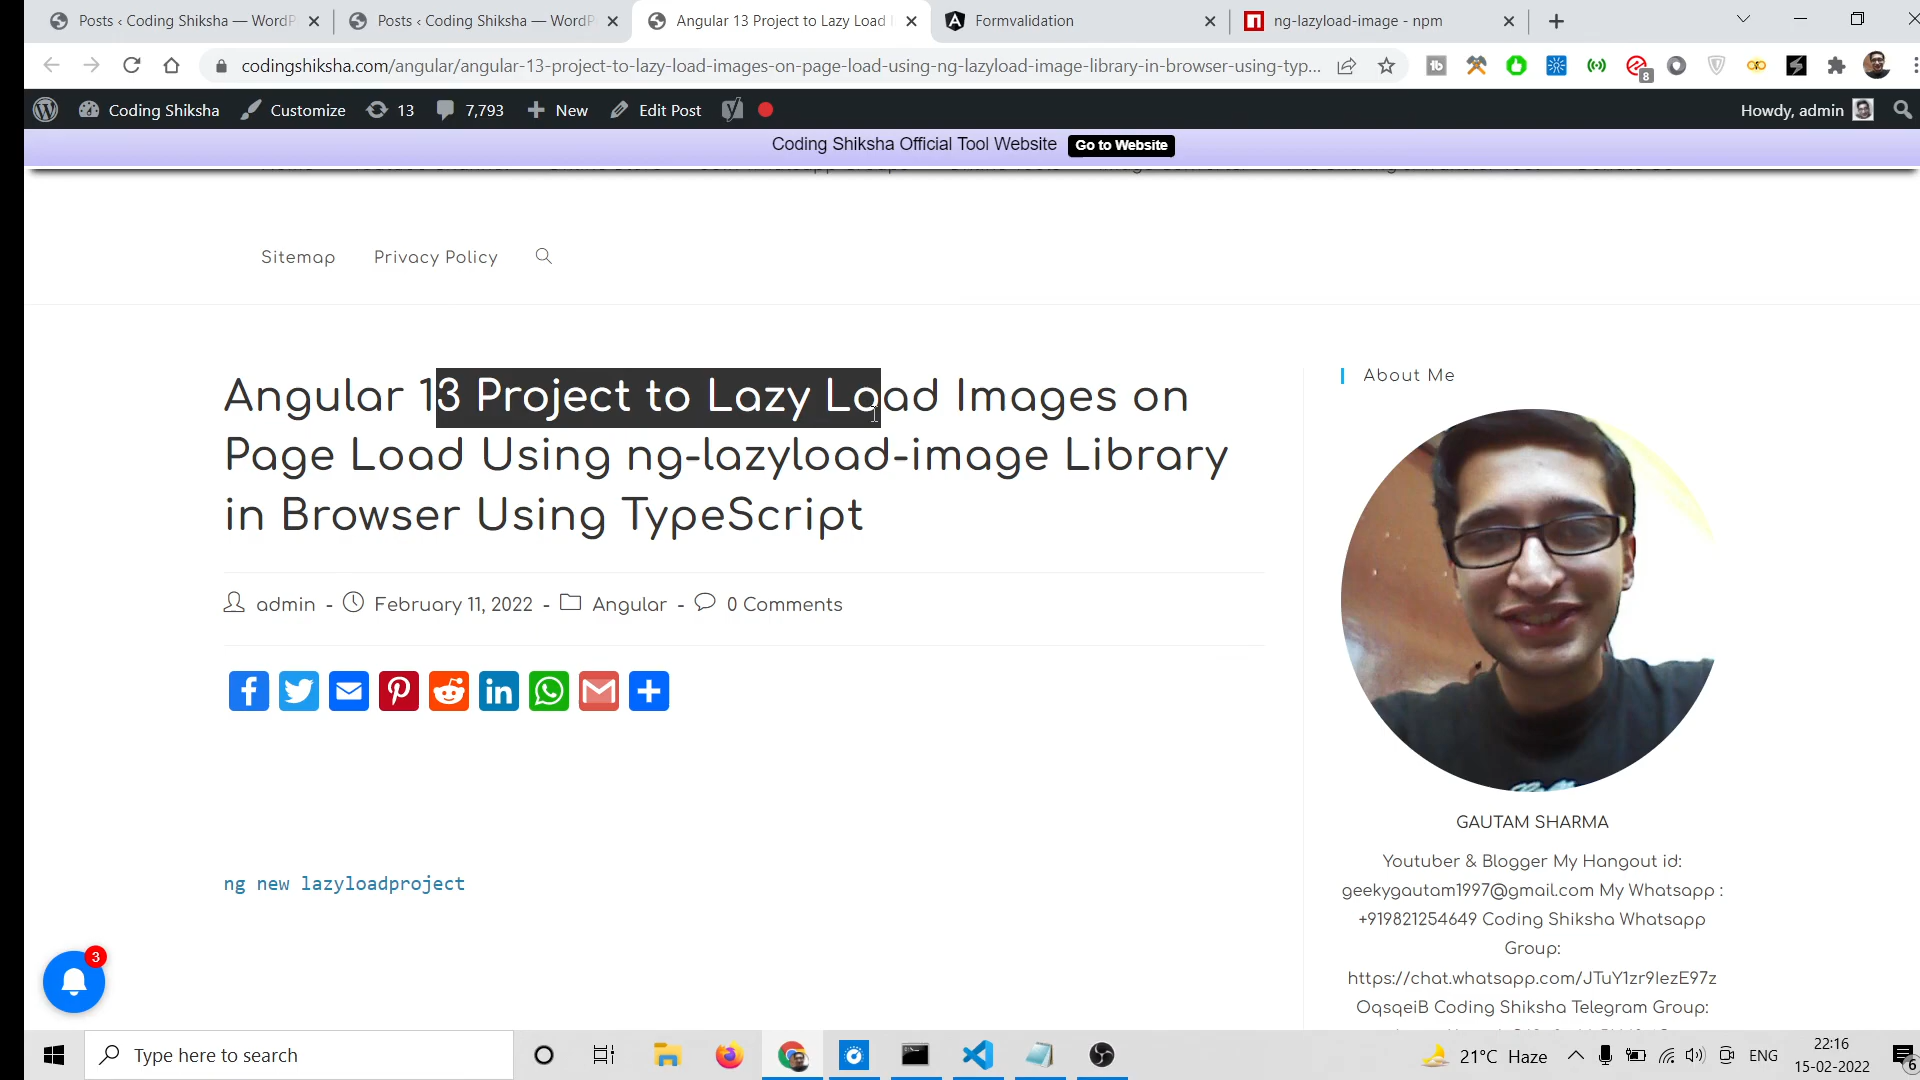 Posts ‹ Coding Shiksha — WordP
Posts ‹ Coding Shiksha — WordP
Angular 13 Project to Lazy Load
Formvalidation
ng-lazyload-image - npm
codingshiksha.com/angular/angular-13-project-to-lazy-load-images-on-page-load-using-ng-lazyload-image-library-in-browser-using-typ...
8
Coding Shiksha
Customize
13
7,793
New
Edit Post
Howdy, admin
Coding Shiksha Official Tool Website Go to Website
Sitemap
Privacy Policy
Angular 13 Project to Lazy Load Images on
Page Load Using ng-lazyload-image Library
in Browser Using TypeScript
admin - February 11, 2022 - Angular - 0 Comments
ng new lazyloadproject
3
About Me
GAUTAM SHARMA
Youtuber & Blogger My Hangout id:
geekygautam1997@gmail.com My Whatsapp :
+919821254649 Coding Shiksha Whatsapp
Group:
https://chat.whatsapp.com/JTuY1zr9IezE97z
OqsqeiB Coding Shiksha Telegram Group:
Type here to search
21°C Haze
ENG
22:16
15-02-2022
6